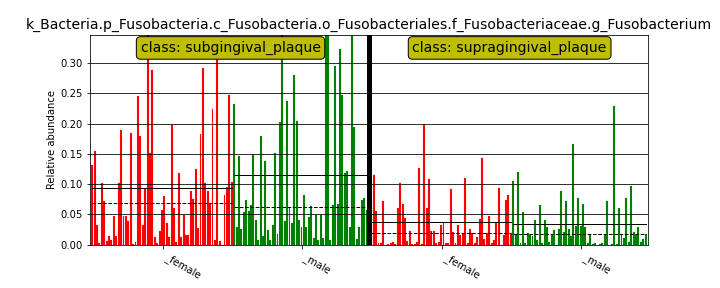 k_Bacteria.p_Fusobacteria.c_Fusobacteria.o_Fusobacteriales.f_Fusobacteriaceae.g_Fusobacterium
class: subgingival_plaque
class: supragingival_plaque
Relative abundance
0.30
0.25
0.20
0.15
0.10
0.05
0.00
_female
_male
_female
_male